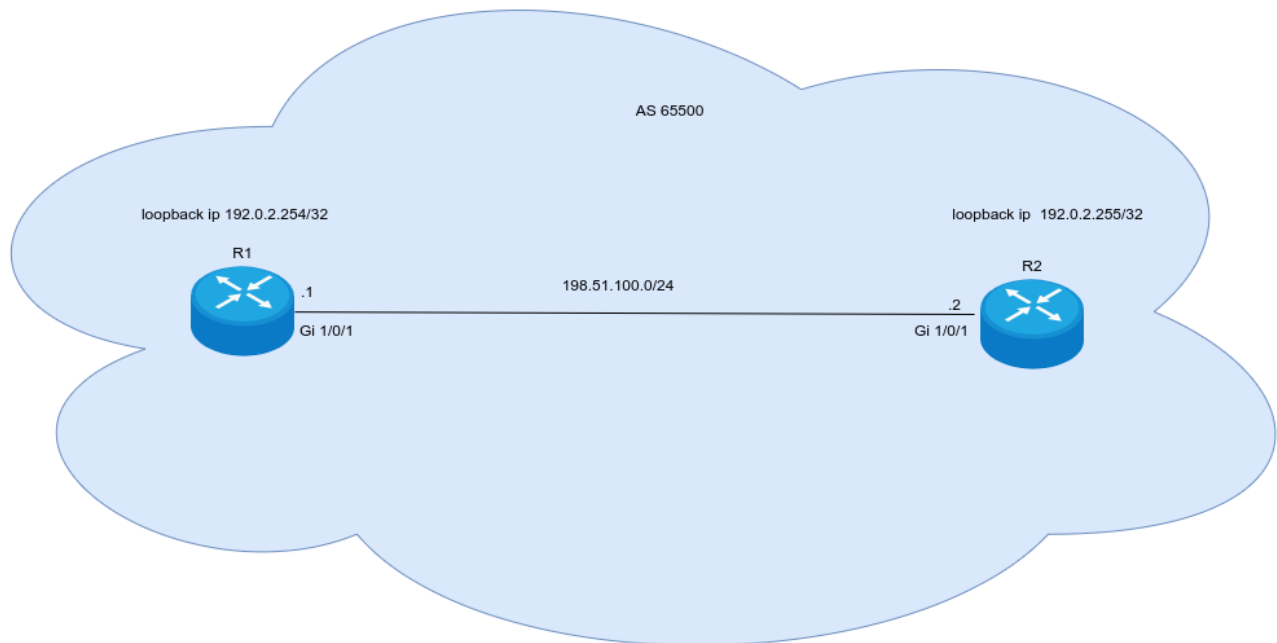 AS 65500
loopback ip 192.0.2.254/32
loopback ip 192.0.2.255/32
R1
R2
198.51.100.0/24
.1
.2
Gi 1/0/1
Gi 1/0/1